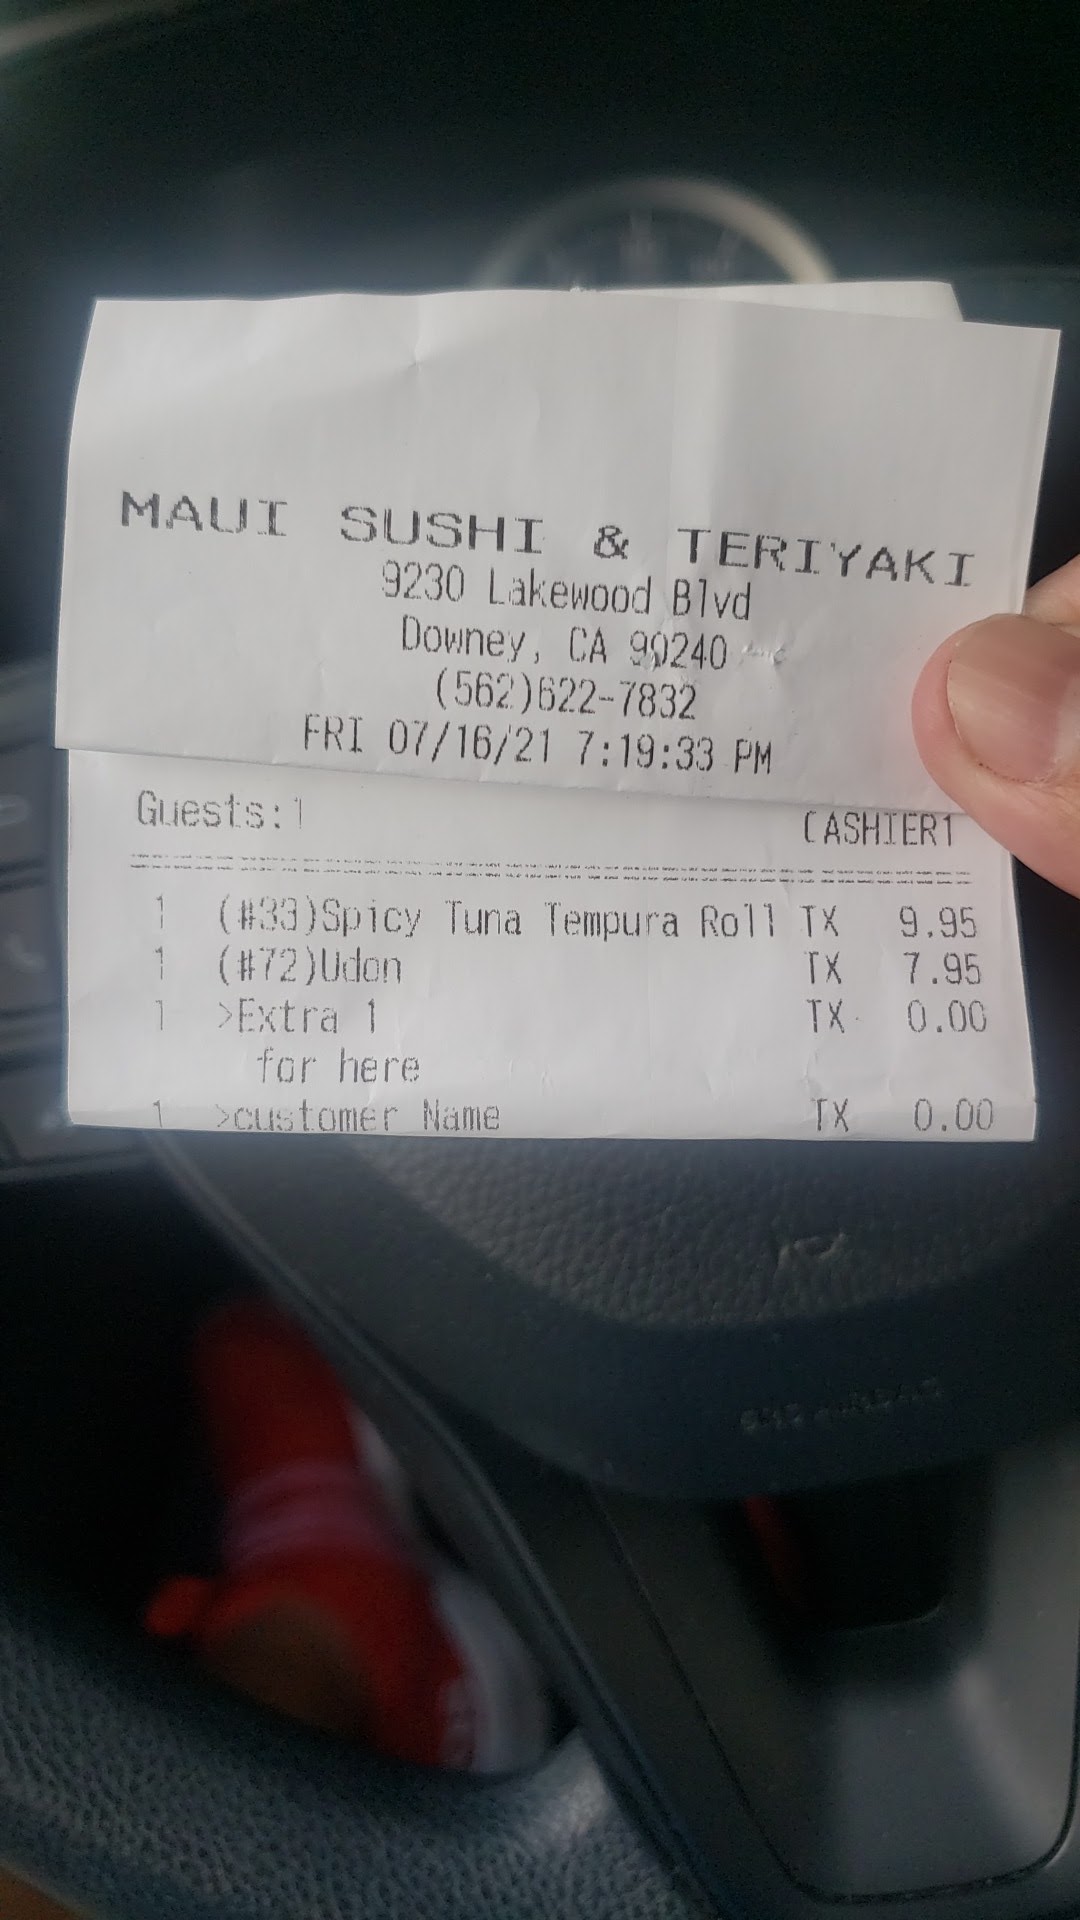 MAUI SUSHI & TERIYAKI
9230 Lakewood Blvd
Downey, CA 90240
(562)622-7832
FRI 07/16/21 7:19:33 PM
Guests:1 CASHIER1
1 (#33)Spicy Tuna Tempura Roll TX 9.95
1 (#72)Udon TX 7.95
1 >Extra 1 TX 0.00
for here
1 >customer Name TX 0.00